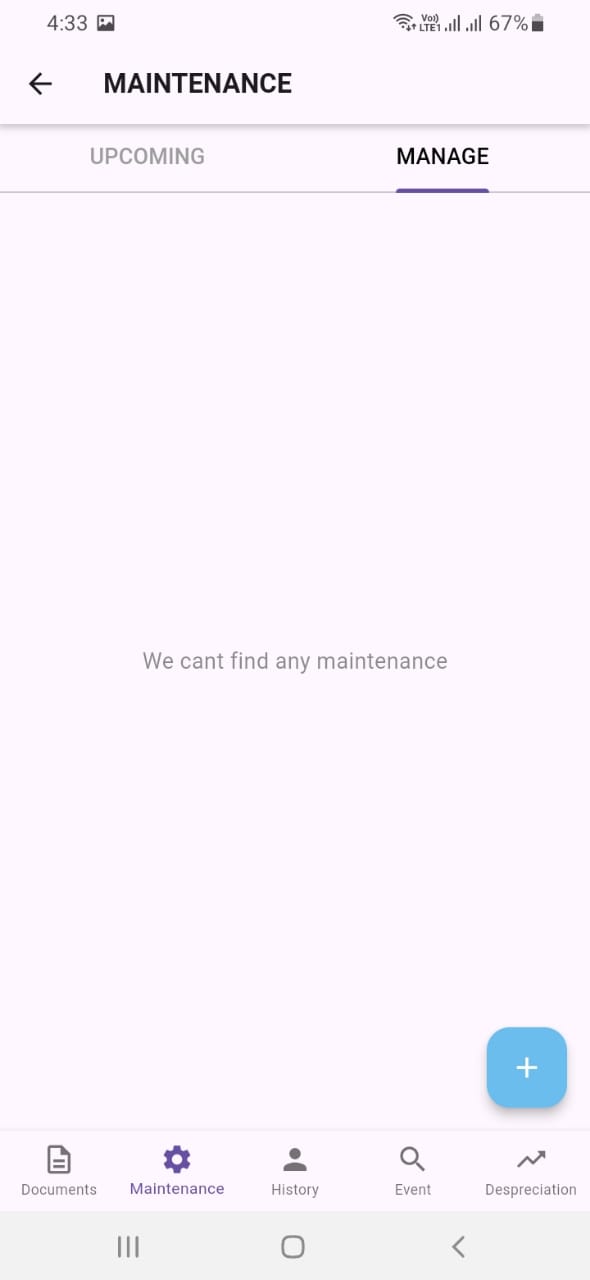 4:33 Vo) LTE1 67%
MAINTENANCE
UPCOMING MANAGE
We cant find any maintenance
+
Documents Maintenance History Event Despreciation